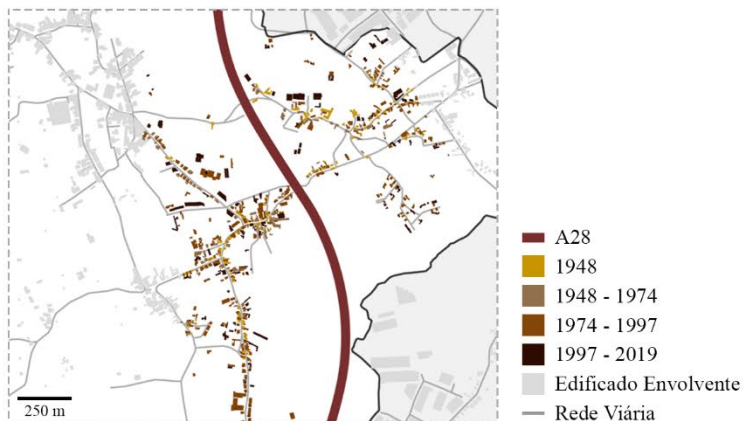 A28
1948
1948 - 1974
1974 - 1997
1997 - 2019
Edificado Envolvente
Rede Viária
250 m